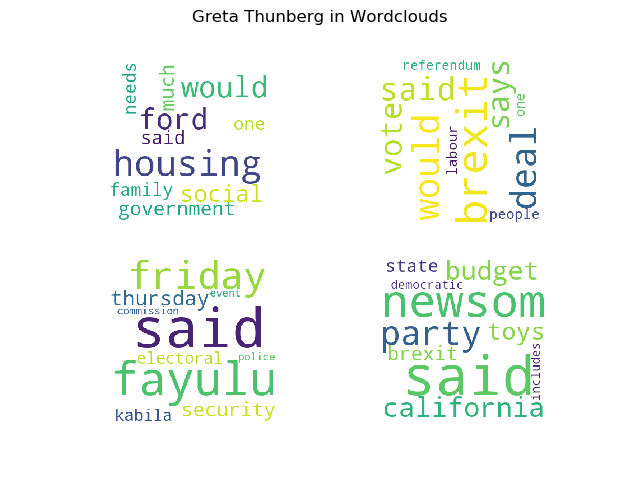 Greta Thunberg in Wordclouds
needs
much
would
ford
one
said
housing
family
social
government
referendum
said
says
one
vote
would
labour
brexit
deal
people
friday
thursday
event
commission
said
electoral
police
fayulu
kabila
security
state
budget
democratic
newsom
party
toys
brexit
said
includes
california